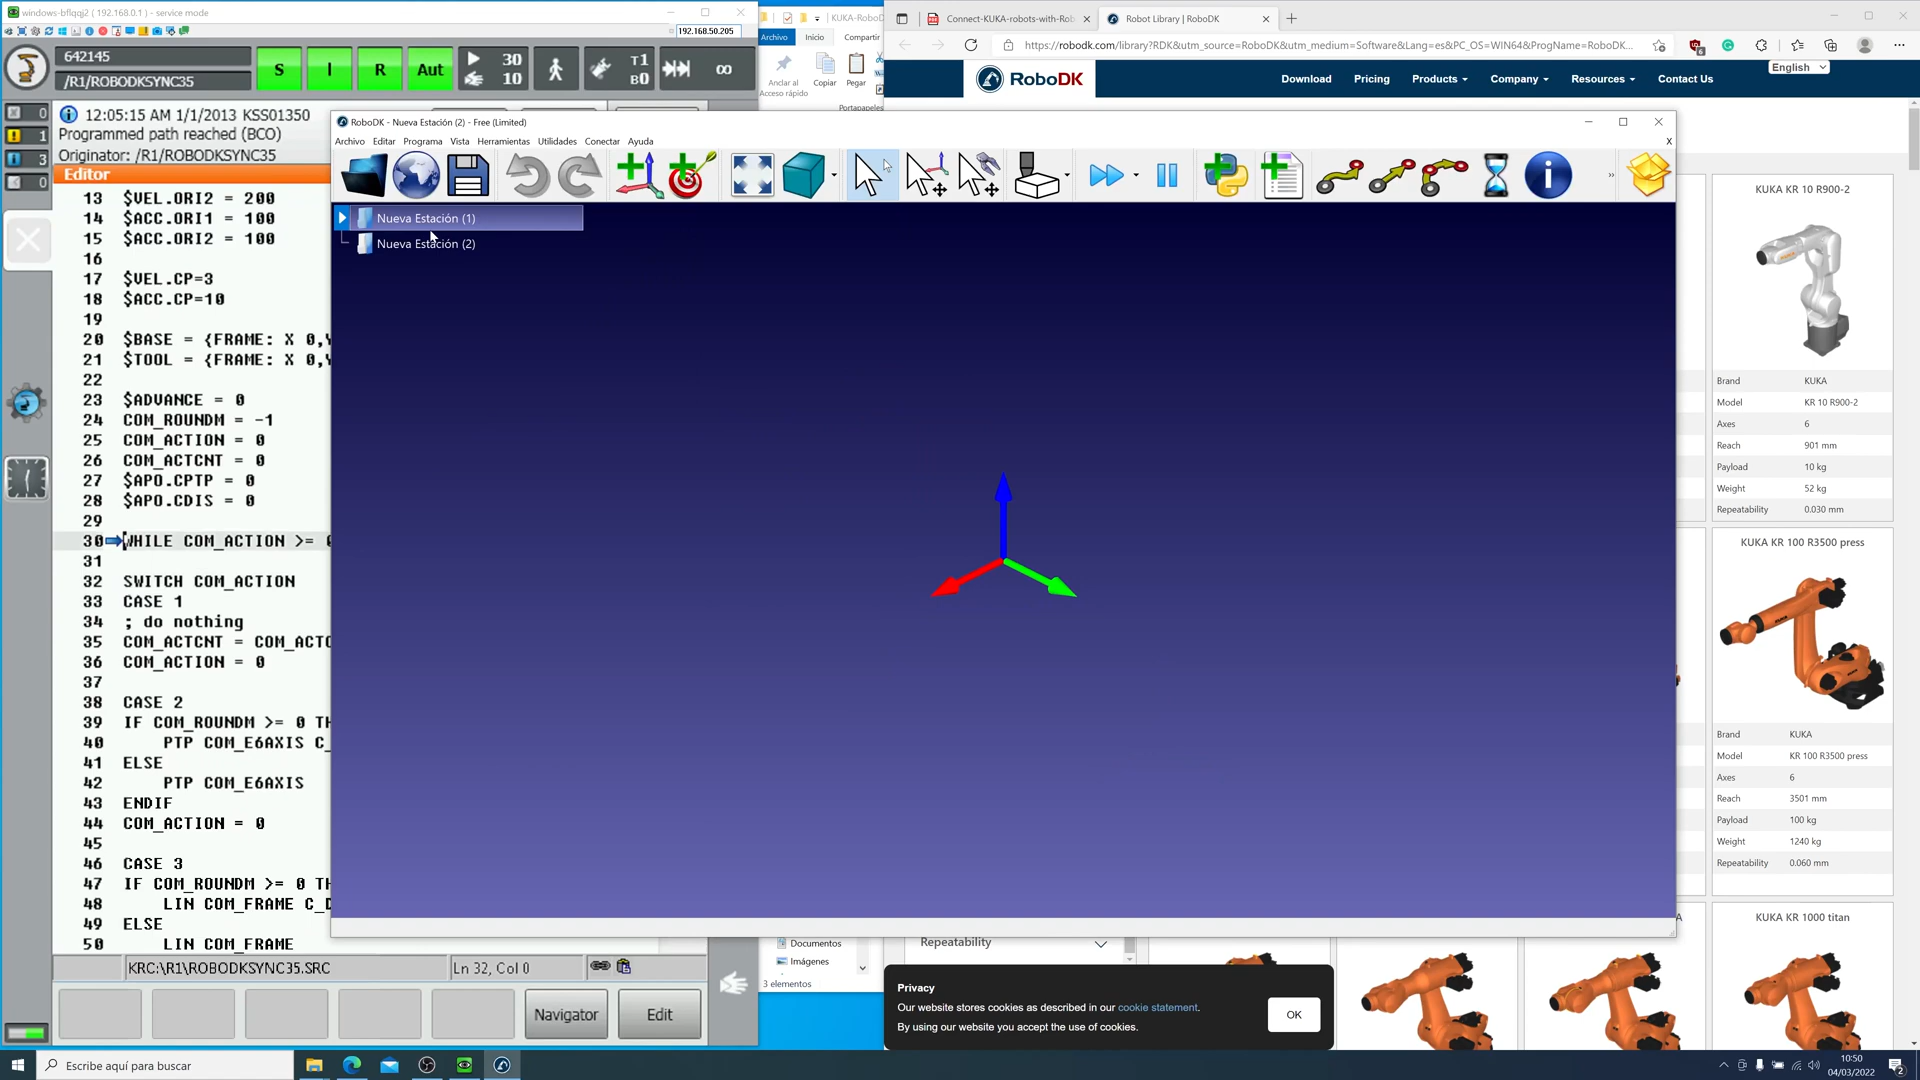 windows-bflqqj2 ( 192.168.0.1 ) - service mode
192.168.50.205
642145
/R1/ROBODKSYNC35
S
I
R
Aut
30
10
T1
B0
∞
0
1
3
0
12:05:15 AM 1/1/2013 KSS01350
Programmed path reached (BCO)
Originator: /R1/ROBODKSYNC35
Editor
13 $VEL.ORI2 = 200
14 $ACC.ORI1 = 100
15 $ACC.ORI2 = 100
16
17 $VEL.CP=3
18 $ACC.CP=10
19
20 $BASE = {FRAME: X 0,Y
21 $TOOL = {FRAME: X 0,Y
22
23 $ADVANCE = 0
24 COM_ROUNDM = -1
25 COM_ACTION = 0
26 COM_ACTCNT = 0
27 $APO.CPTP = 0
28 $APO.CDIS = 0
29
30 WHILE COM_ACTION >= 0
31
32 SWITCH COM_ACTION
33 CASE 1
34 ; do nothing
35 COM_ACTCNT = COM_ACTC
36 COM_ACTION = 0
37
38 CASE 2
39 IF COM_ROUNDM >= 0 TH
40 PTP COM_E6AXIS C_
41 ELSE
42 PTP COM_E6AXIS
43 ENDIF
44 COM_ACTION = 0
45
46 CASE 3
47 IF COM_ROUNDM >= 0 TH
48 LIN COM_FRAME C_D
49 ELSE
50 LIN COM_FRAME
KRC:\R1\ROBODKSYNC35.SRC
Ln 32, Col 0
Navigator
Edit
KUKA-RoboD
Archivo
Inicio
Compartir
Anclar al
Acceso rápido
Copiar
Pegar
Portapapeles
Documentos
Imágenes
3 elementos
Connect-KUKA-robots-with-Rob
Robot Library | RoboDK
https://robodk.com/library?RDK&utm_source=RoboDK&utm_medium=Software&Lang=es&PC_OS=WIN64&ProgName=RoboDK...
6
English
RoboDK
Download
Pricing
Products
Company
Resources
Contact Us
RoboDK - Nueva Estación (2) - Free (Limited)
Archivo
Editar
Programa
Vista
Herramientas
Utilidades
Conectar
Ayuda
X
Nueva Estación (1)
Nueva Estación (2)
KUKA KR 10 R900-2
Brand KUKA
Model KR 10 R900-2
Axes 6
Reach 901 mm
Payload 10 kg
Weight 52 kg
Repeatability 0.030 mm
KUKA KR 100 R3500 press
Brand KUKA
Model KR 100 R3500 press
Axes 6
Reach 3501 mm
Payload 100 kg
Weight 1240 kg
Repeatability 0.060 mm
KUKA KR 1000 titan
A
Repeatability
Privacy
Our website stores cookies as described in our cookie statement.
By using our website you accept the use of cookies.
OK
Escribe aquí para buscar
10:50
04/03/2022
2